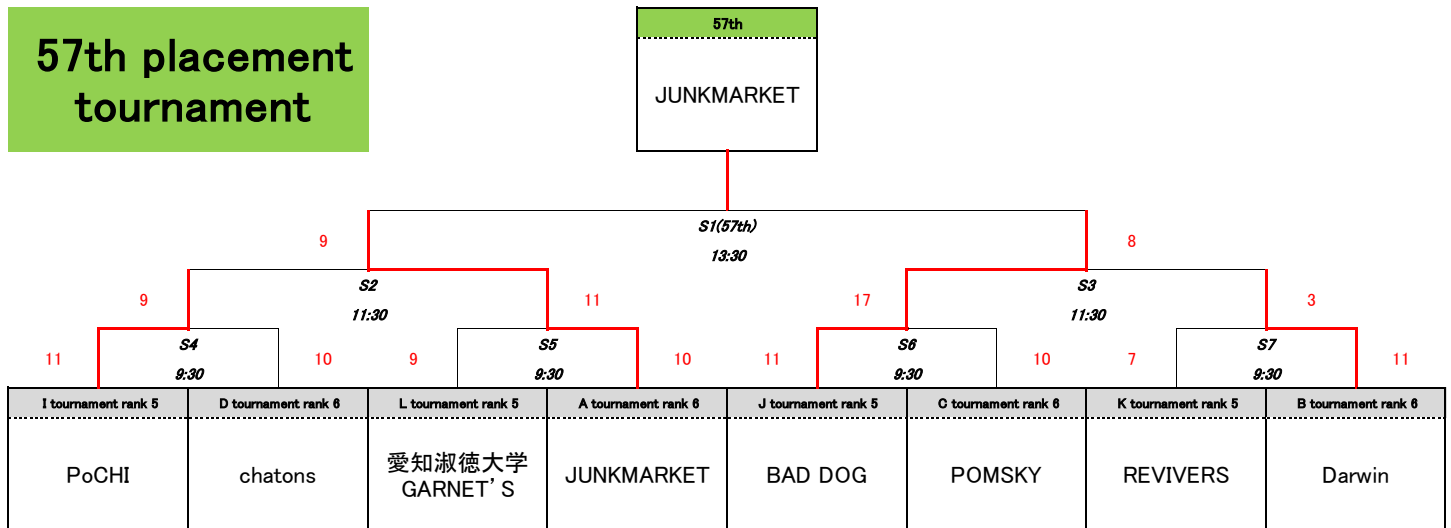 57th placement
tournament
57th
JUNKMARKET
S1(57th)
9
8
13:30
S2
S3
9
11
17
3
11:30
11:30
S4
S5
S6
S7
11
10
9
10
11
10
7
11
9:30
9:30
9:30
9:30
I tournament rank 5
D tournament rank 6
L tournament rank 5
A tournament rank 6
J tournament rank 5
C tournament rank 6
K tournament rank 5
B tournament rank 6
PoCHI
chatons
愛知淑徳大学
GARNET'S
JUNKMARKET
BAD DOG
POMSKY
REVIVERS
Darwin